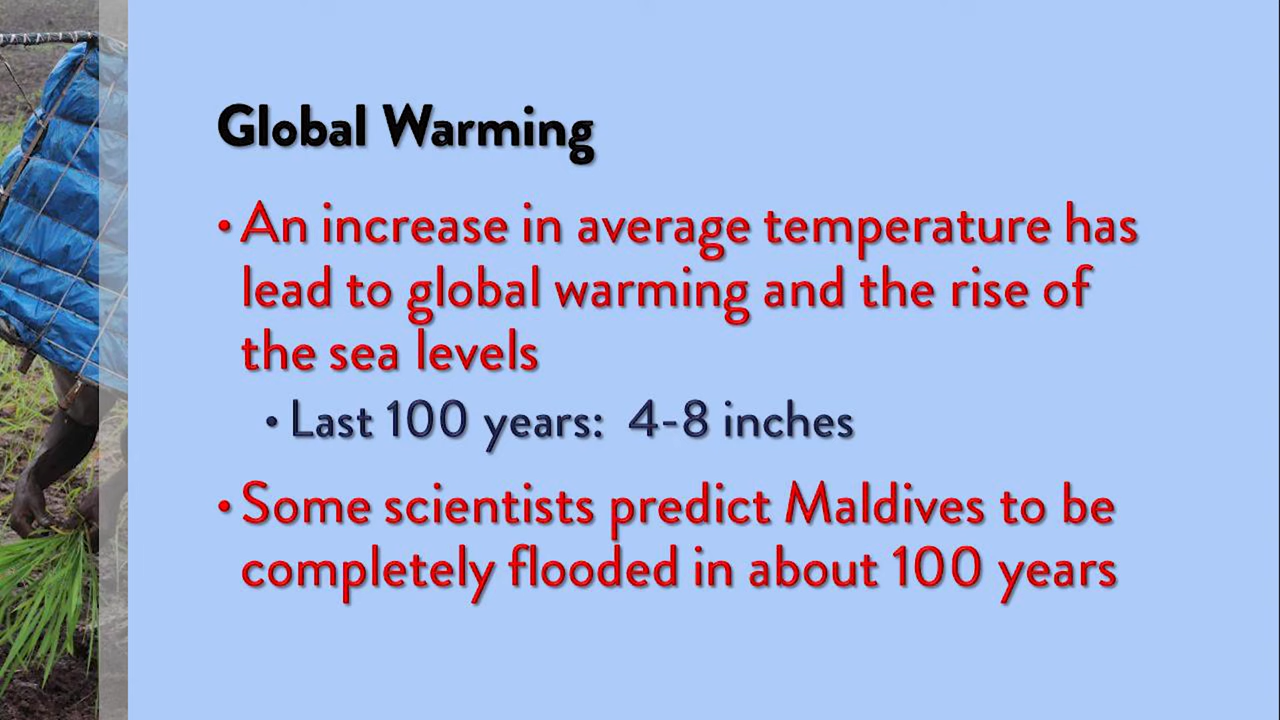 Global Warming
• An increase in average temperature has
lead to global warming and the rise of
the sea levels
• Last 100 years:  4-8 inches
• Some scientists predict Maldives to be
completely flooded in about 100 years